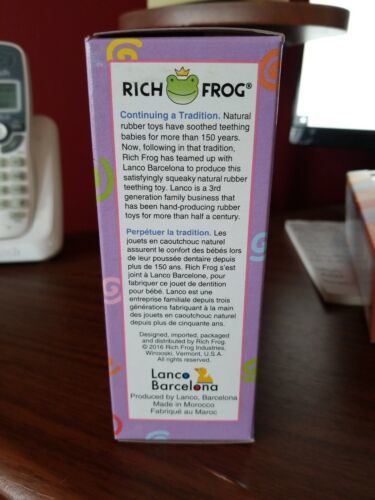 RICH FROG®
Continuing a Tradition. Natural
rubber toys have soothed teething
babies for more than 150 years.
Now, following in that tradition,
Rich Frog has teamed up with
Lanco Barcelona to produce this
satisfyingly squeaky natural rubber
teething toy. Lanco is a 3rd
generation family business that
has been hand-producing rubber
toys for more than half a century.
Perpétuer la tradition. Les
jouets en caoutchouc naturel
assurent le confort des bébés lors
de leur poussée dentaire depuis
plus de 150 ans. Rich Frog s'est
joint à Lanco Barcelone, pour
fabriquer ce jouet de dentition
pour bébé. Lanco est une
entreprise familiale depuis trois
générations fabriquant à la main
des jouets en caoutchouc naturel
depuis plus de cinquante ans.
Designed, imported, packaged
and distributed by Rich Frog.
© 2016 Rich Frog Industries,
Winooski, Vermont, U.S.A.
All rights reserved.
Lanco
Barcelona
Produced by Lanco, Barcelona
Made in Morocco
Fabriqué au Maroc